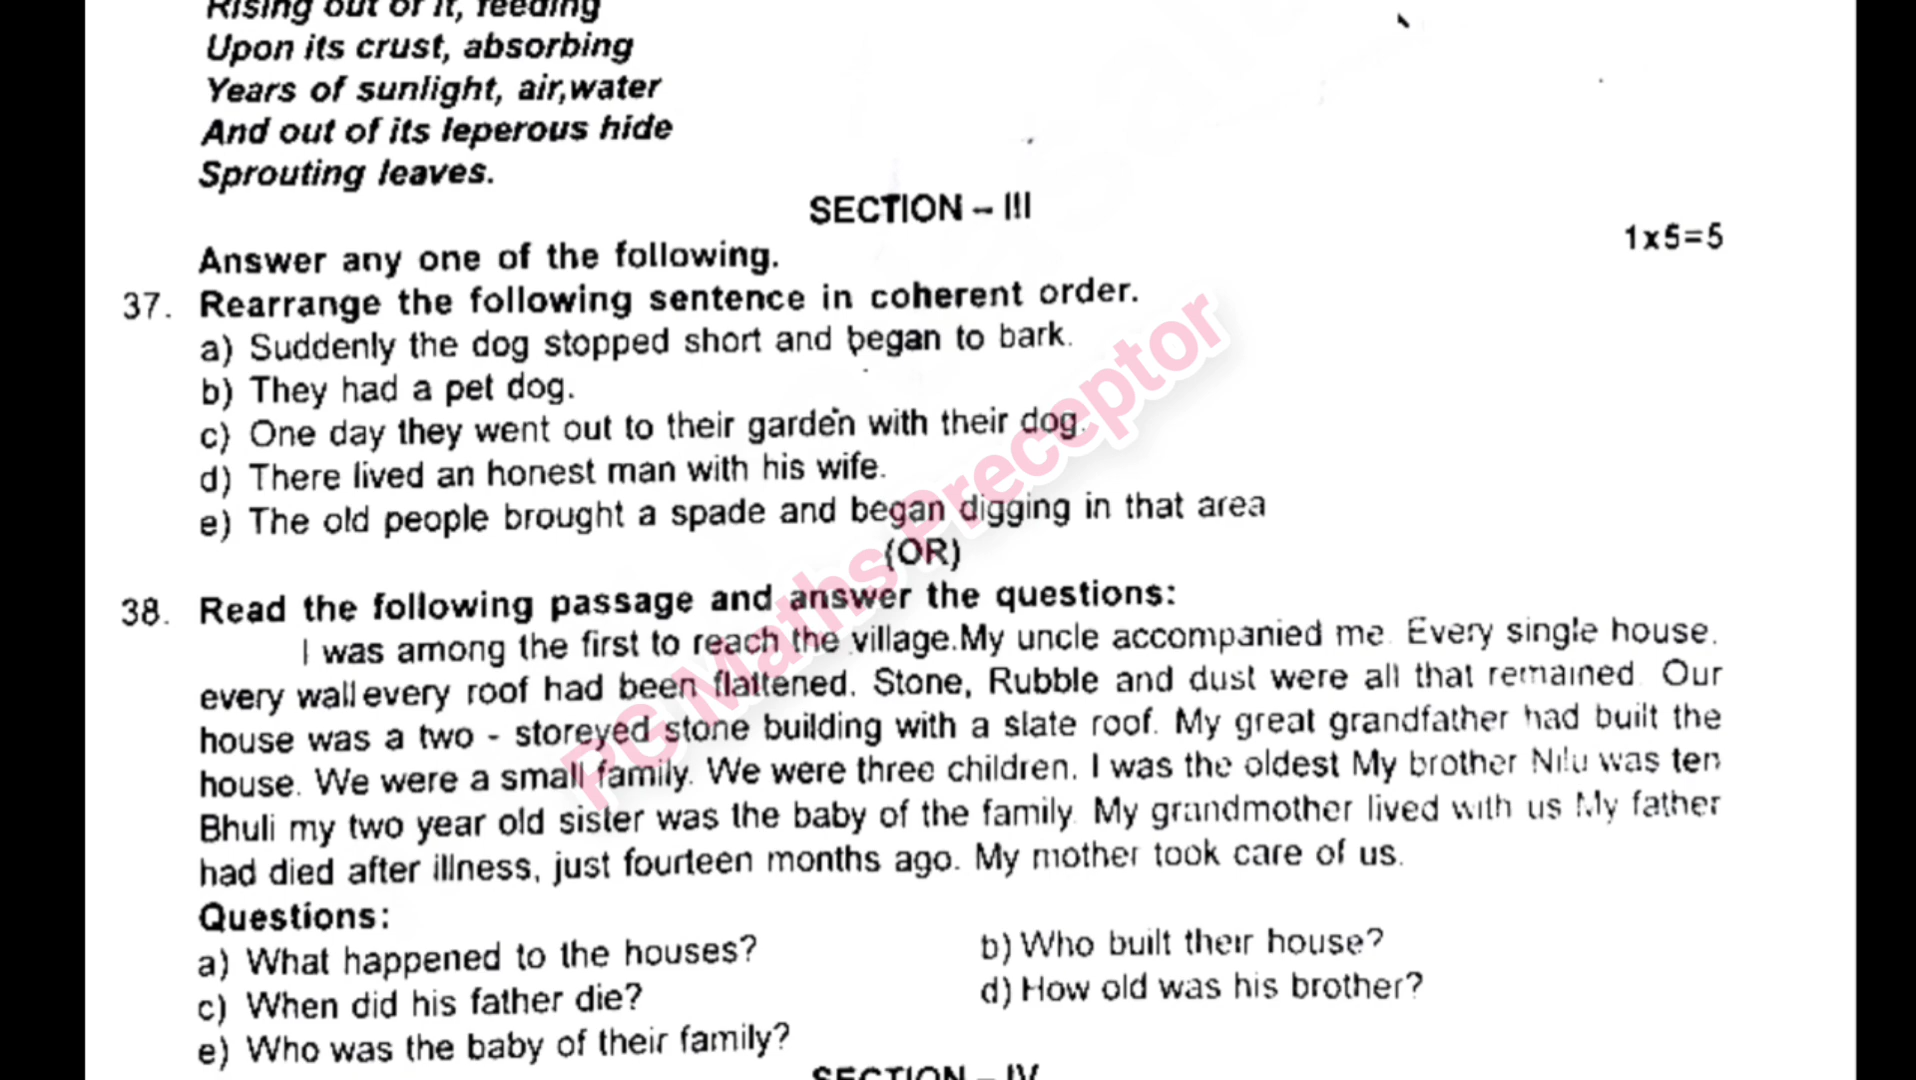 Rising out of it, feeding
Upon its crust, absorbing
Years of sunlight, air,water
And out of its leperous hide
Sprouting leaves.
SECTION – III
Answer any one of the following. 1x5=5
37. Rearrange the following sentence in coherent order.
a) Suddenly the dog stopped short and began to bark.
b) They had a pet dog.
c) One day they went out to their garden with their dog.
d) There lived an honest man with his wife.
e) The old people brought a spade and began digging in that area
(OR)
38. Read the following passage and answer the questions:
I was among the first to reach the village.My uncle accompanied me. Every single house.
every wall every roof had been flattened. Stone, Rubble and dust were all that remained. Our
house was a two - storeyed stone building with a slate roof. My great grandfather had built the
house. We were a small family. We were three children. I was the oldest My brother Nilu was ten
Bhuli my two year old sister was the baby of the family. My grandmother lived with us My father
had died after illness, just fourteen months ago. My mother took care of us.
Questions:
a) What happened to the houses? b) Who built their house?
c) When did his father die? d) How old was his brother?
e) Who was the baby of their family?
SECTION – IV
PG Maths Preceptor